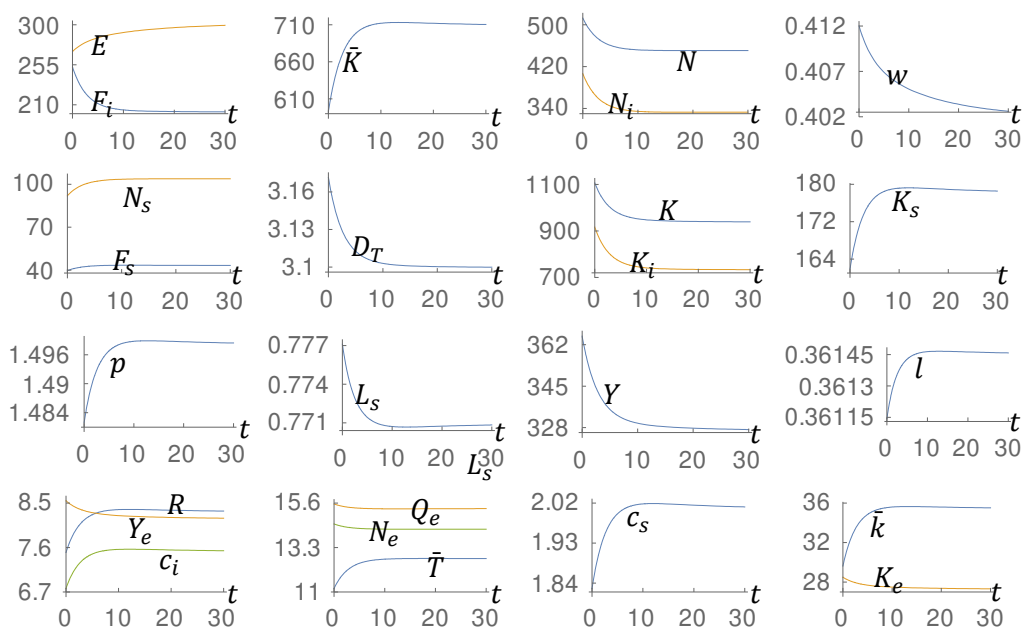 300 E 255 F_i 210 t 0 10 20 30
710 K̄ 660 610 t 0 10 20 30
500 N 420 N_i 340 t 0 10 20 30
0.412 w 0.407 0.402 t 0 10 20 30
100 N_s 70 F_s 40 t 0 10 20 30
3.16 3.13 D_T 3.1 t 0 10 20 30
1100 K 900 K_i 700 t 0 10 20 30
180 K_s 172 164 t 0 10 20 30
1.496 p 1.49 1.484 t 0 10 20 30
0.777 0.774 L_s 0.771 t 0 10 20 30 L_s
362 345 Y 328 t 0 10 20 30
0.36145 l 0.3613 0.36115 t 0 10 20 30
8.5 R Y_e 7.6 c_i 6.7 t 0 10 20 30
15.6 Q_e N_e 13.3 T̄ 11 t 0 10 20 30
2.02 c_s 1.93 1.84 t 0 10 20 30
36 k̄ 32 K_e 28 t 0 10 20 30